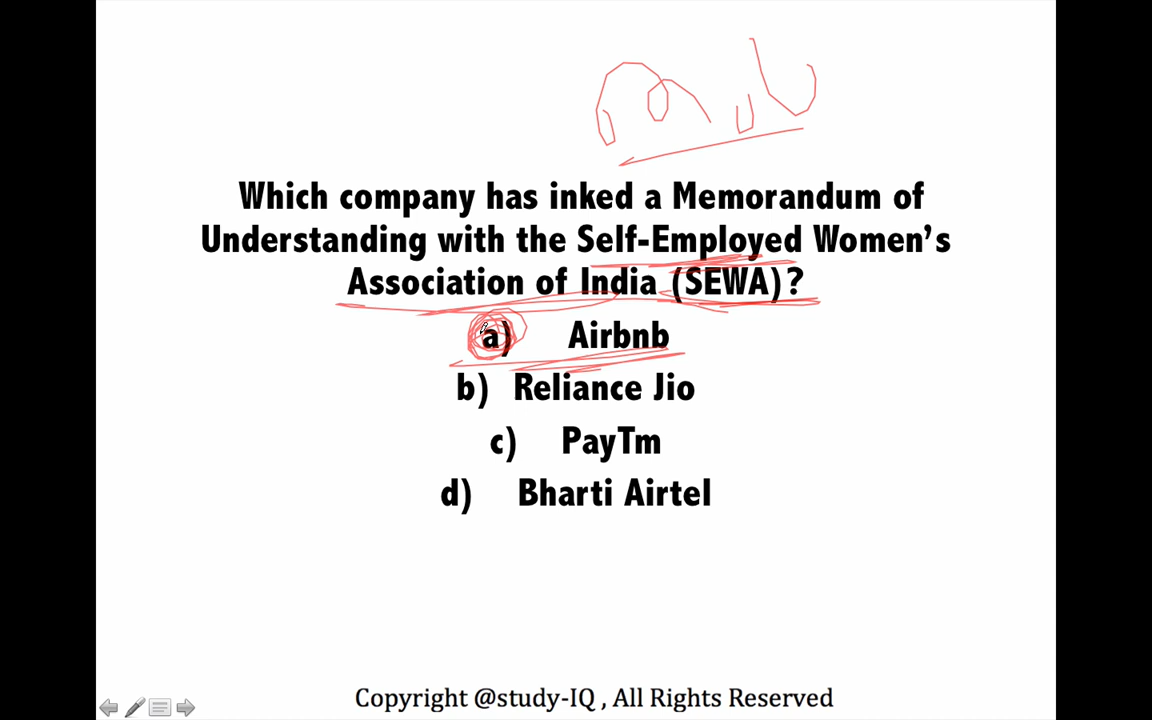 Which company has inked a Memorandum of
Understanding with the Self-Employed Women’s
Association of India (SEWA)?
a) Airbnb
b) Reliance Jio
c) PayTm
d) Bharti Airtel
Copyright @study-IQ , All Rights Reserved